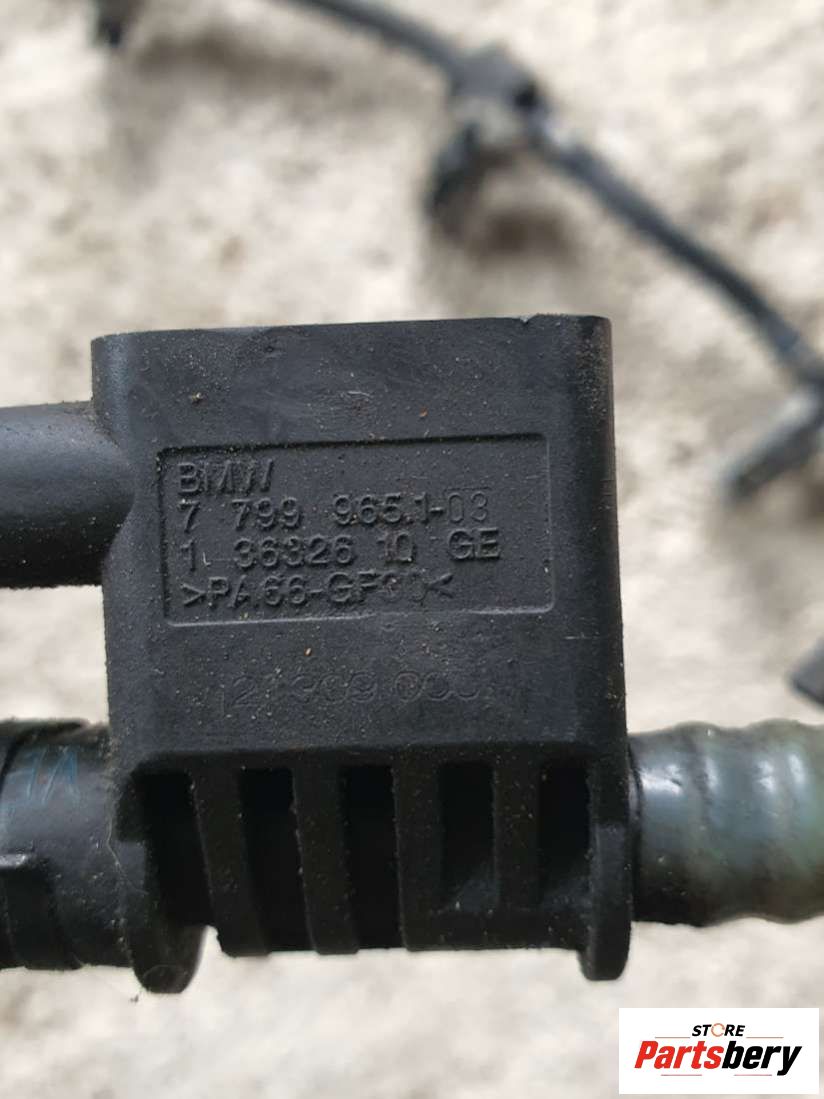 BMW
7 799 965.1-03
1 36326 10 GE
>PA66-GF30<
STORE
Partsbery